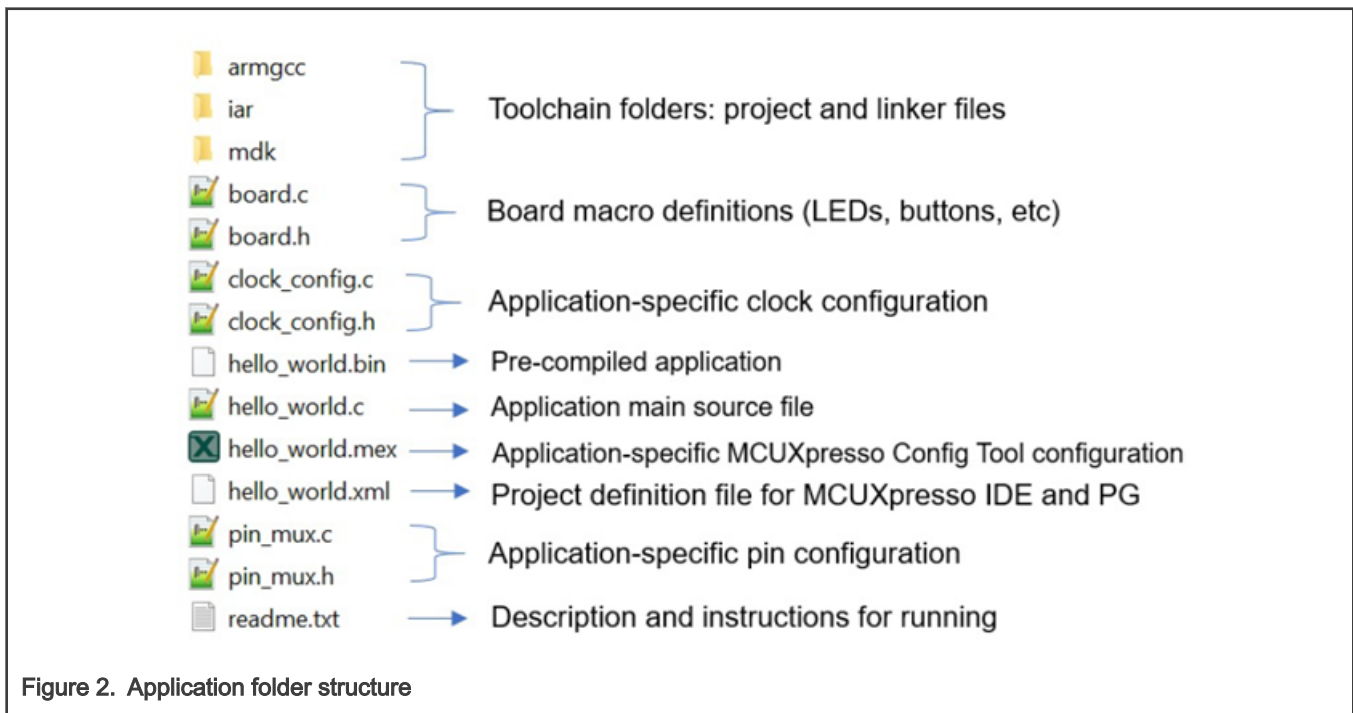 armgcc
iar
mdk
Toolchain folders: project and linker files
board.c
board.h
Board macro definitions (LEDs, buttons, etc)
clock_config.c
clock_config.h
Application-specific clock configuration
hello_world.bin Pre-compiled application
hello_world.c Application main source file
hello_world.mex Application-specific MCUXpresso Config Tool configuration
hello_world.xml Project definition file for MCUXpresso IDE and PG
pin_mux.c
pin_mux.h
Application-specific pin configuration
readme.txt Description and instructions for running
Figure 2. Application folder structure